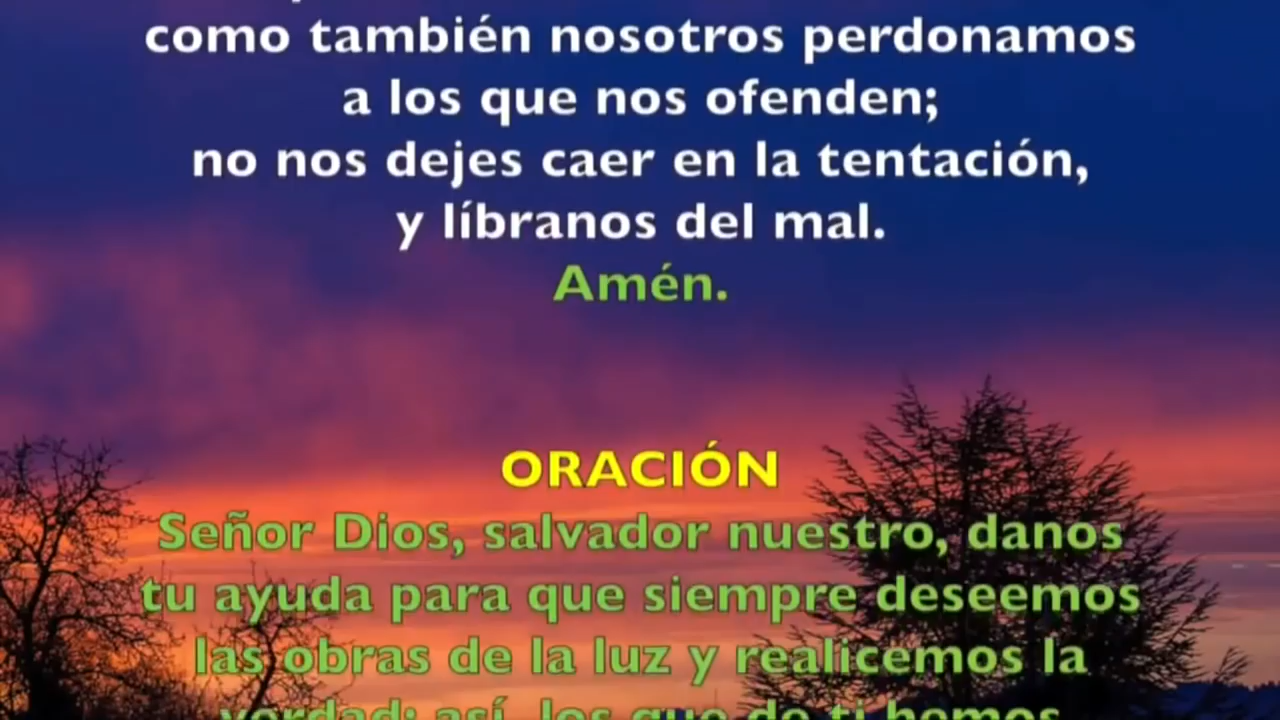 como también nosotros perdonamos
a los que nos ofenden;
no nos dejes caer en la tentación,
y líbranos del mal.
Amén.
ORACIÓN
Señor Dios, salvador nuestro, danos
tu ayuda para que siempre deseemos
las obras de la luz y realicemos la
verdad: así, los que de ti hemos